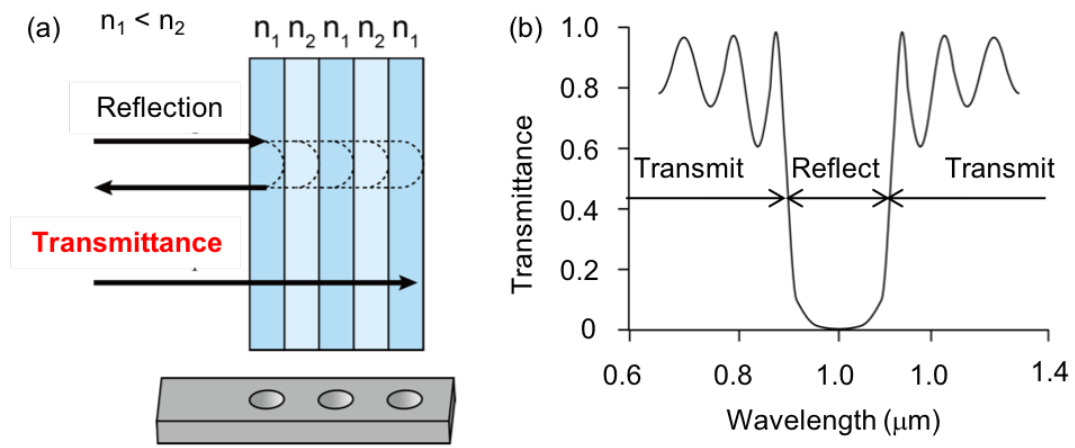 (a) n₁ < n₂
n₁ n₂ n₁ n₂ n₁
Reflection
Transmittance
(b)
Transmittance
1.0
0.8
0.6
0.4
0.2
0
Transmit Reflect Transmit
0.6 0.8 1.0 1.0 1.4
Wavelength (μm)